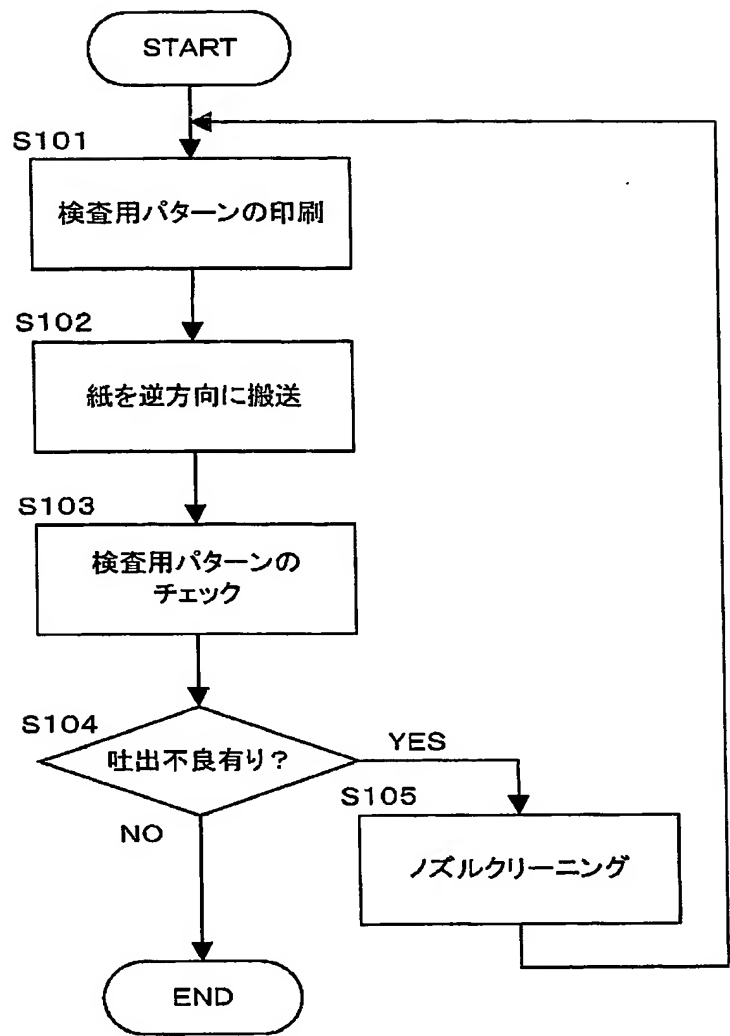 START
S101
検査用パターンの印刷
S102
紙を逆方向に搬送
S103
検査用パターンの
チェック
S104
吐出不良有り?
YES
S105
NO
ノズルクリーニング
END